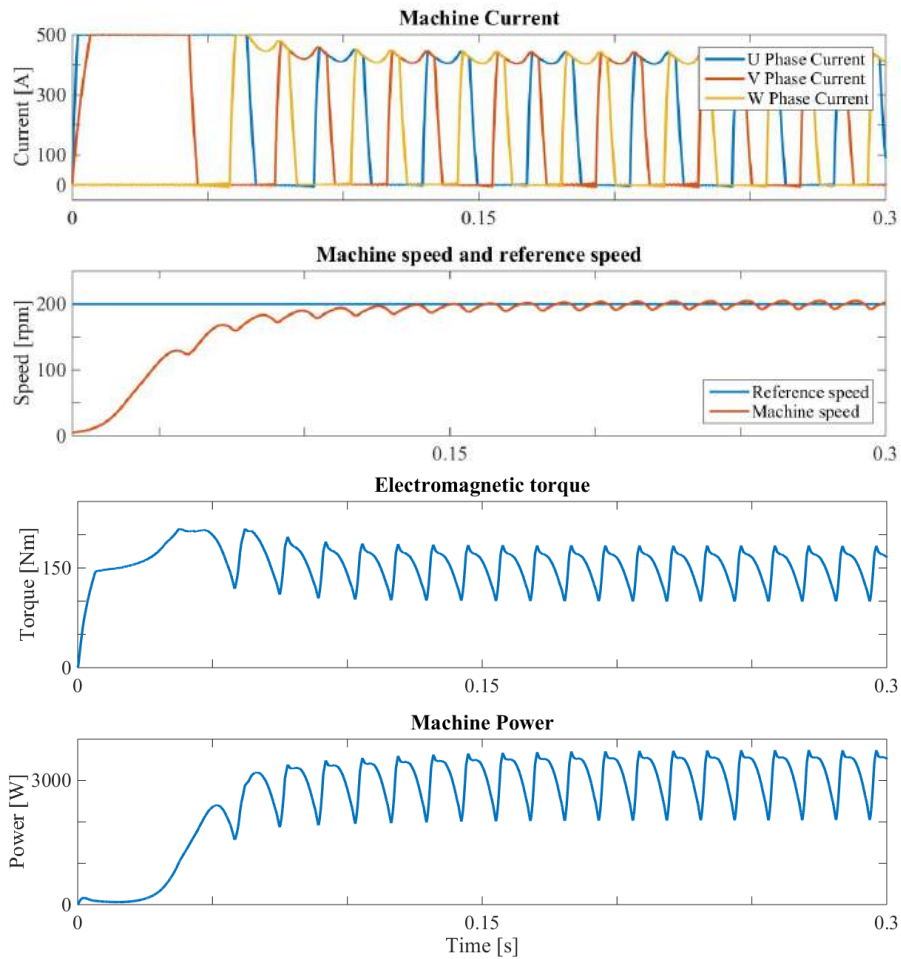 Machine Current
500
300
100
0
Current [A]
U Phase Current
V Phase Current
W Phase Current
0
0.15
0.3
Machine speed and reference speed
200
100
0
Speed [rpm]
Reference speed
Machine speed
0.15
0.3
Electromagnetic torque
150
0
Torque [Nm]
0
0.15
0.3
Machine Power
3000
0
Power [W]
0
0.15
0.3
Time [s]